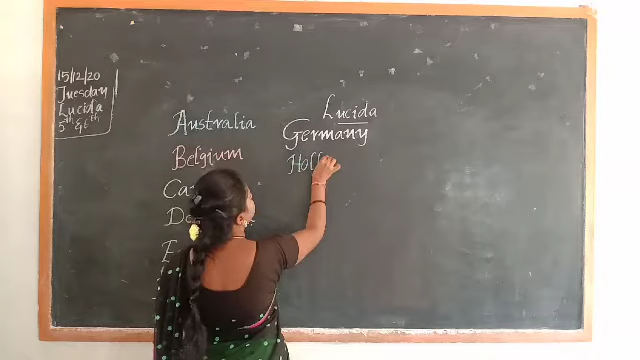 15/12/20
Tuesday
Lucida
5th & 6th
Lucida
Australia
Belgium
Germany